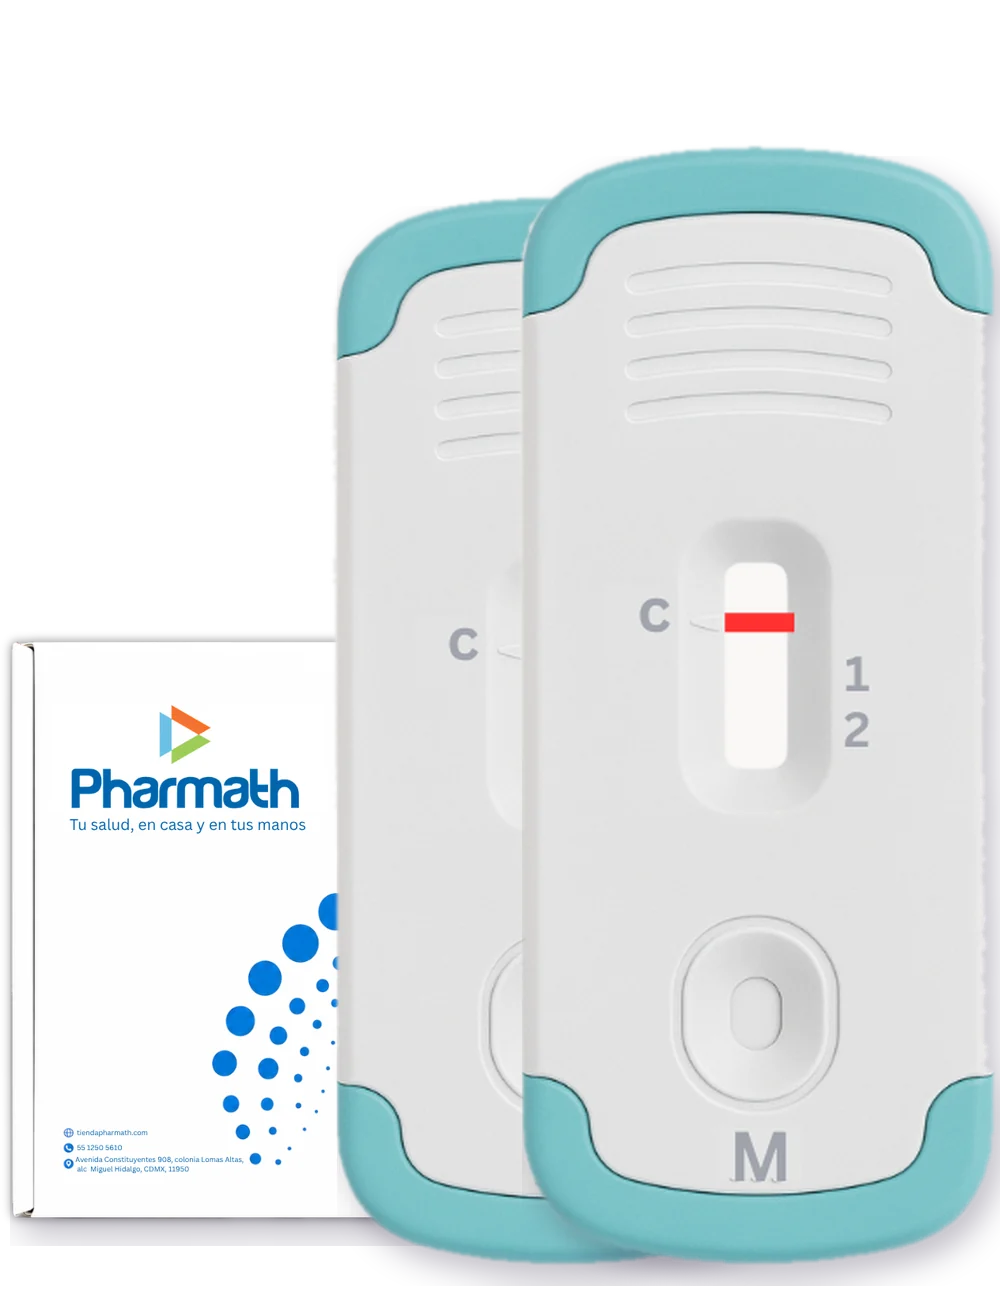 C
C
1
2
Pharmath
Tu salud, en casa y en tus manos
tiendapharmath.com
55 1250 5610
Avenida Constituyentes 908, colonia Lomas Altas,
alc Miguel Hidalgo, CDMX, 11950
M